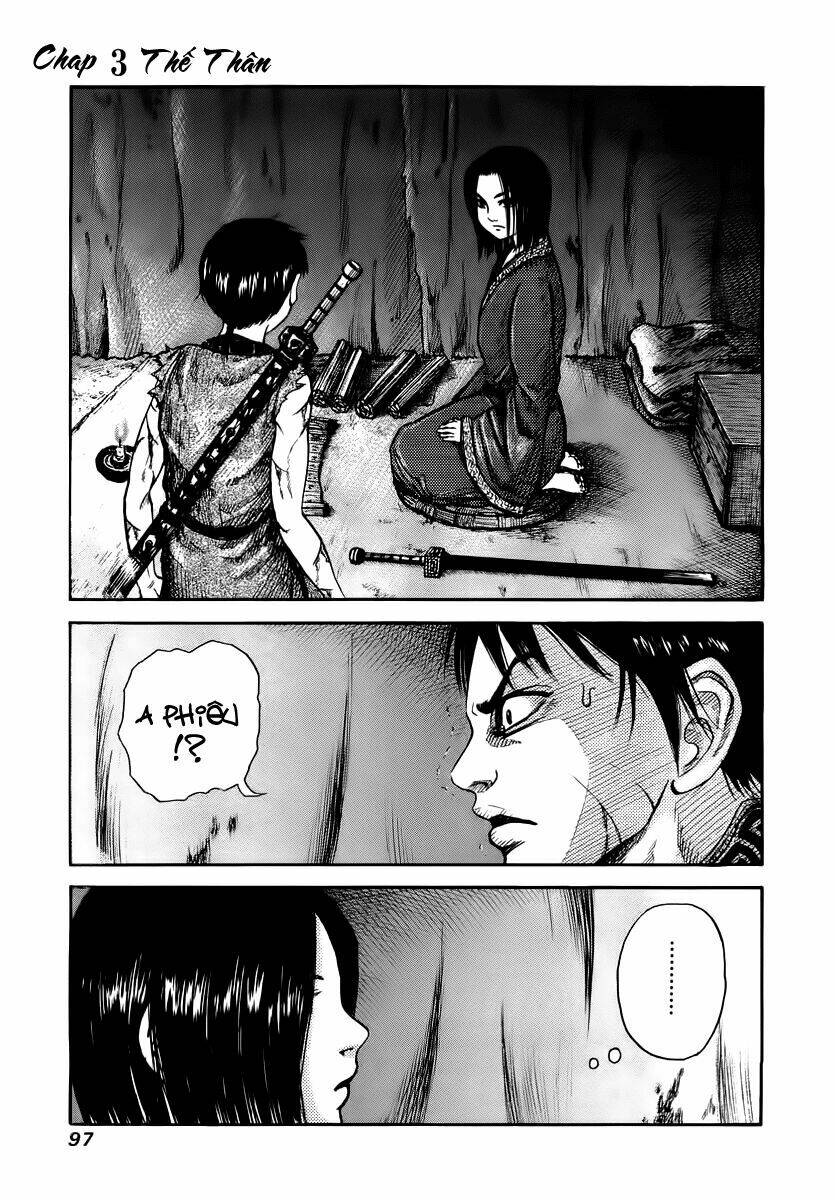 Chap 3 Thế Thân
A PHIÊU
!?
..........
97